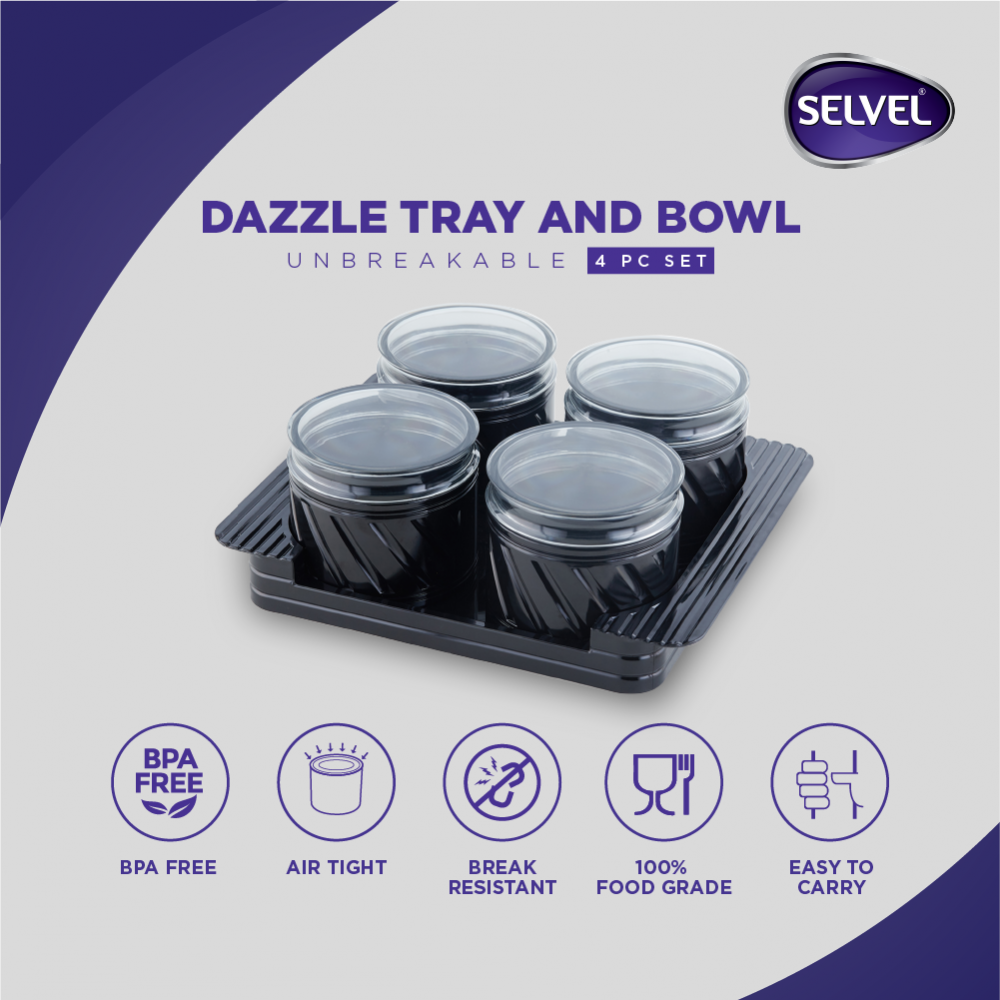 SELVEL®
DAZZLE TRAY AND BOWL
UNBREAKABLE 4 PC SET
BPA
FREE
BPA FREE
AIR TIGHT
BREAK
RESISTANT
100%
FOOD GRADE
EASY TO
CARRY